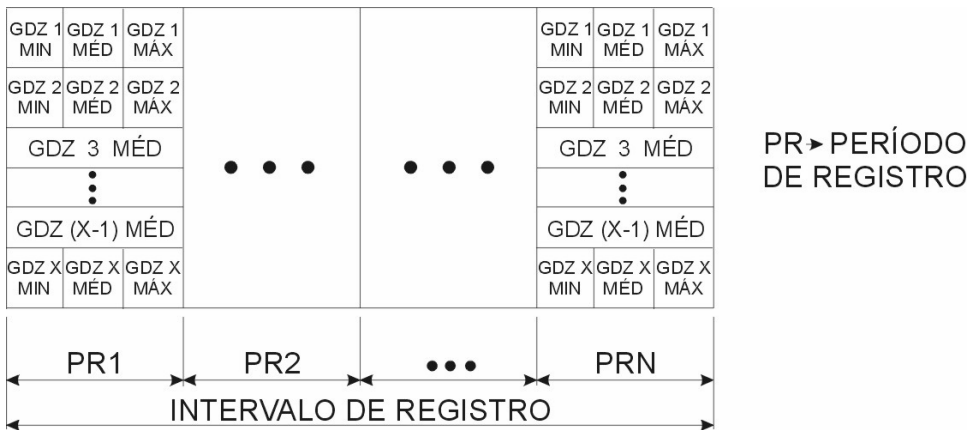 GDZ 1 MIN GDZ 1 MÉD GDZ 1 MÁX
GDZ 2 MIN GDZ 2 MÉD GDZ 2 MÁX
GDZ 3 MÉD
GDZ (X-1) MÉD
GDZ X MIN GDZ X MÉD GDZ X MÁX
GDZ 1 MIN GDZ 1 MÉD GDZ 1 MÁX
GDZ 2 MIN GDZ 2 MÉD GDZ 2 MÁX
GDZ 3 MÉD
GDZ (X-1) MÉD
GDZ X MIN GDZ X MÉD GDZ X MÁX
PR➤PERÍODO
DE REGISTRO
PR1 PR2 ••• PRN
INTERVALO DE REGISTRO